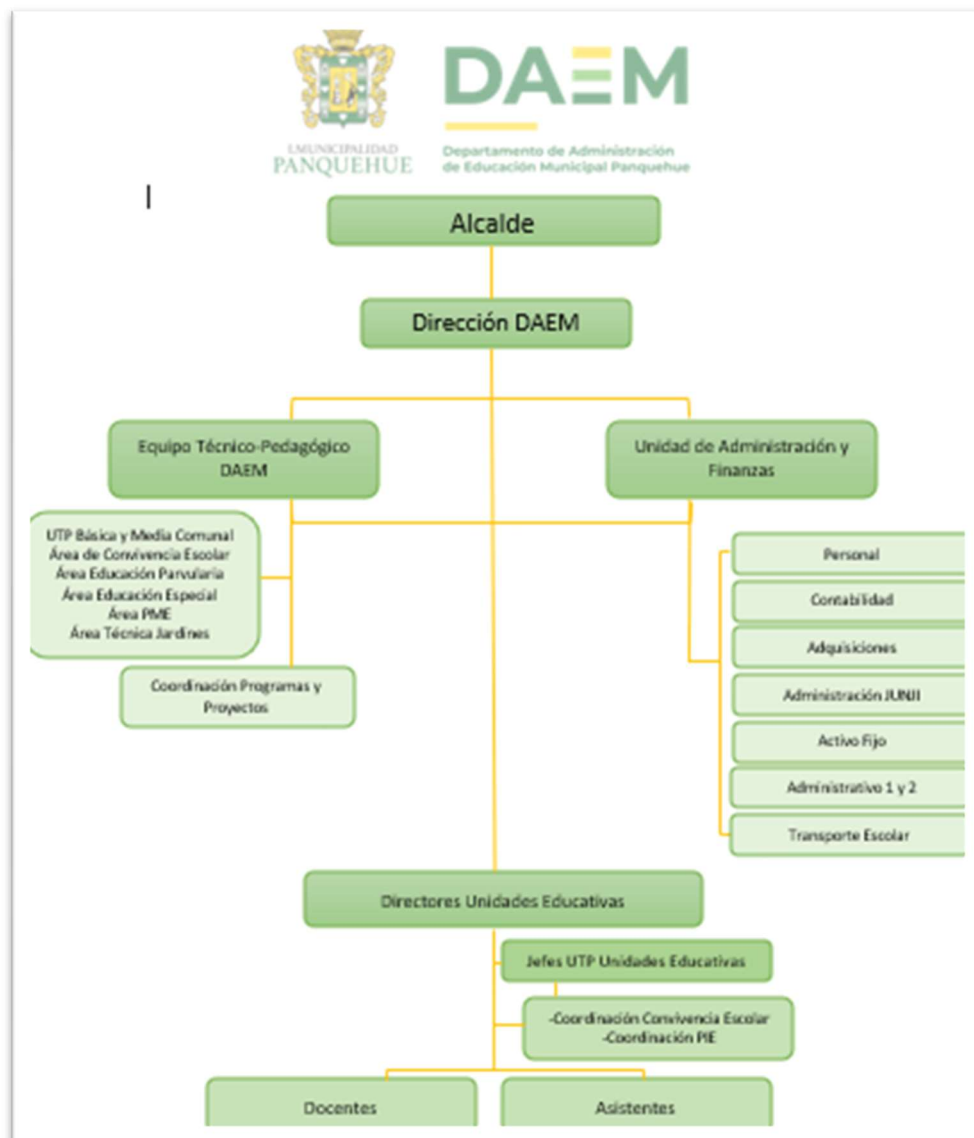 I.MUNICIPALIDAD
PANQUEHUE
DAEM
Departamento de Administración
de Educación Municipal Panquehue
Alcalde
Dirección DAEM
Equipo Técnico-Pedagógico
DAEM
Unidad de Administración y
Finanzas
UTP Básica y Media Comunal
Área de Convivencia Escolar
Área Educación Parvularia
Área Educación Especial
Área PME
Área Técnica Jardines
Coordinación Programas y
Proyectos
Personal
Contabilidad
Adquisiciones
Administración JUNJI
Activo Fijo
Administrativo 1 y 2
Transporte Escolar
Directores Unidades Educativas
Jefes UTP Unidades Educativas
-Coordinación Convivencia Escolar
-Coordinación PIE
Docentes
Asistentes